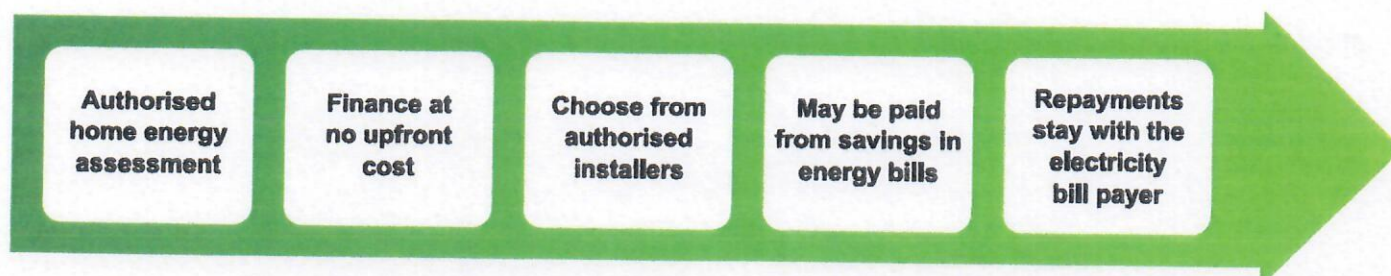 Authorised
home energy
assessment
Finance at
no upfront
cost
Choose from
authorised
installers
May be paid
from savings in
energy bills
Repayments
stay with the
electricity
bill payer